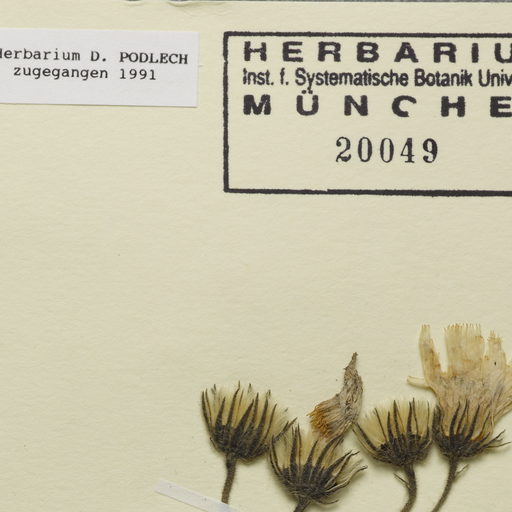 Herbarium D. PODLECH
zugegangen 1991
HERBARIU
Inst. f. Systematische Botanik Univ
MÜNCHE
20049